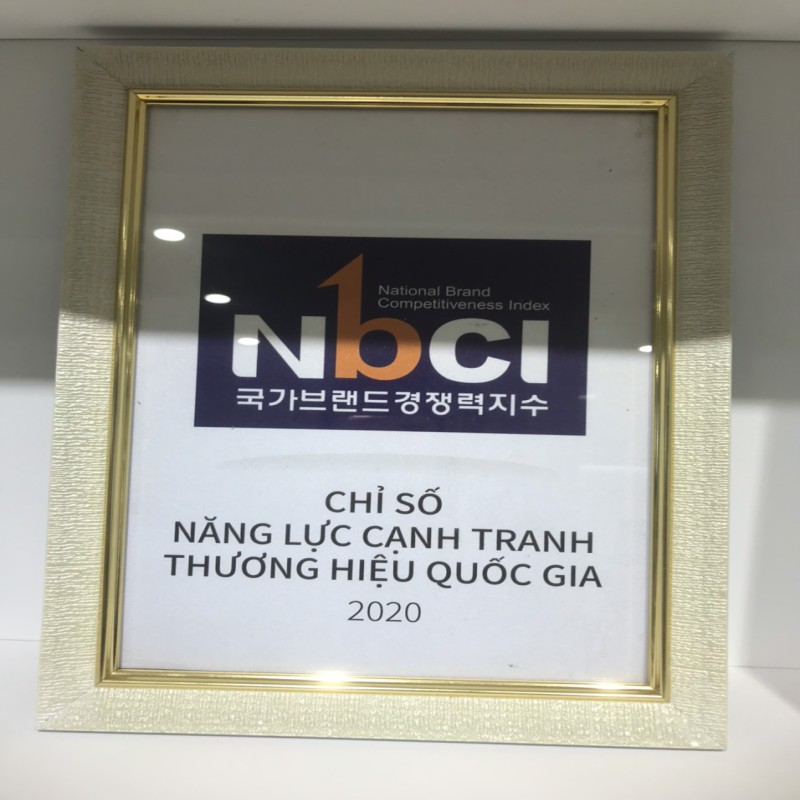 National Brand
Competitiveness Index
NbCI
국가브랜드경쟁력지수
CHỈ SỐ
NĂNG LỰC CẠNH TRANH
THƯƠNG HIỆU QUỐC GIA
2020